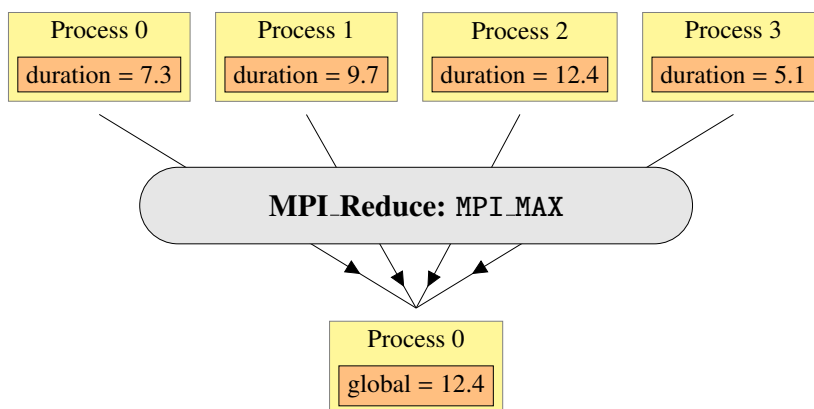 Process 0
duration = 7.3
Process 1
duration = 9.7
Process 2
duration = 12.4
Process 3
duration = 5.1
MPI_Reduce: MPI_MAX
Process 0
global = 12.4